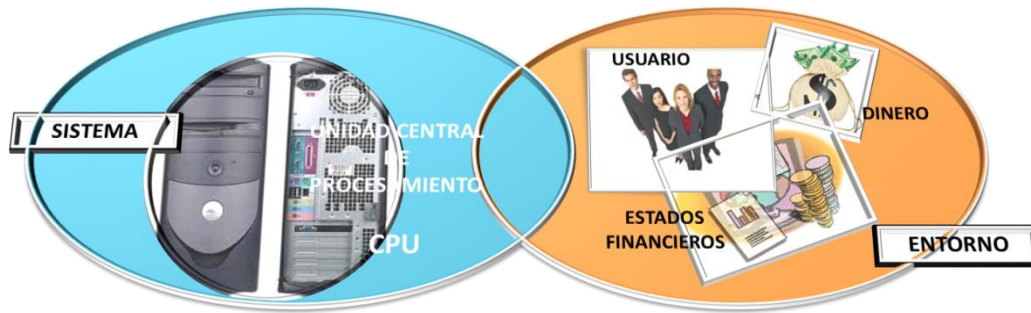 SISTEMA
UNIDAD CENTRAL
DE
PROCESAMIENTO
CPU
USUARIO
DINERO
ESTADOS
FINANCIEROS
ENTORNO